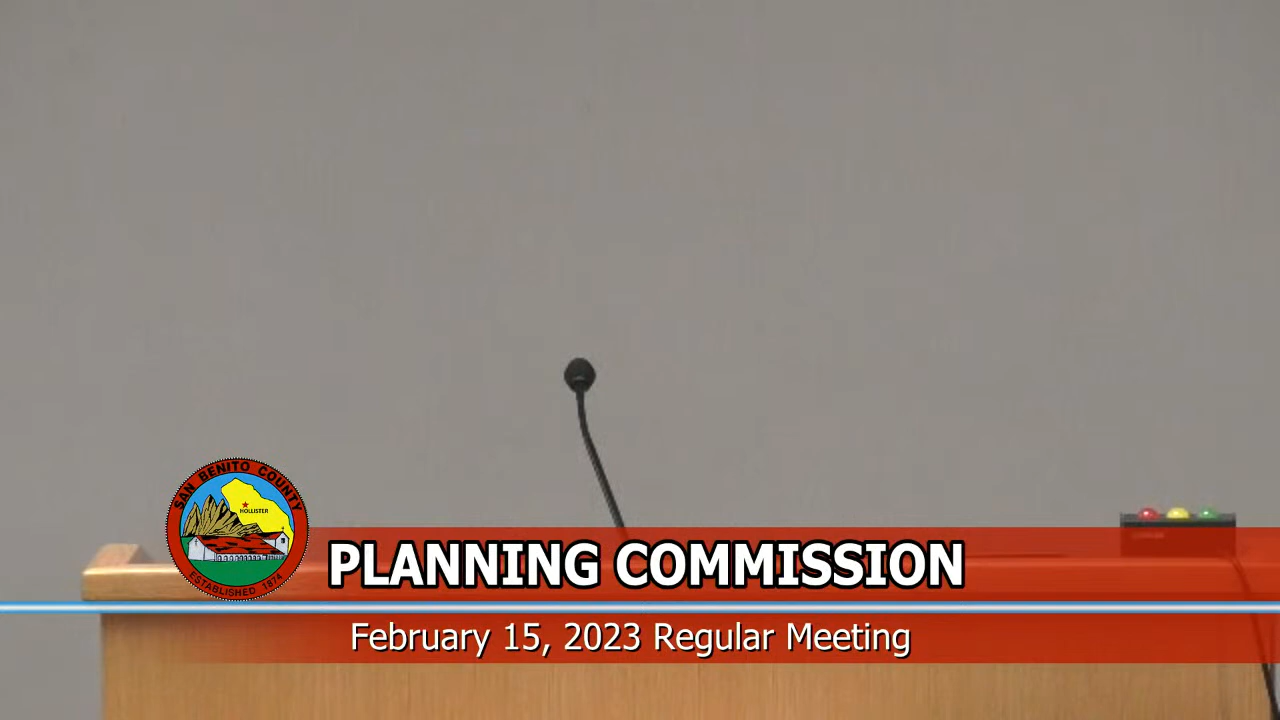 SAN BENITO COUNTY
HOLLISTER
ESTABLISHED 1874
PLANNING COMMISSION
February 15, 2023 Regular Meeting